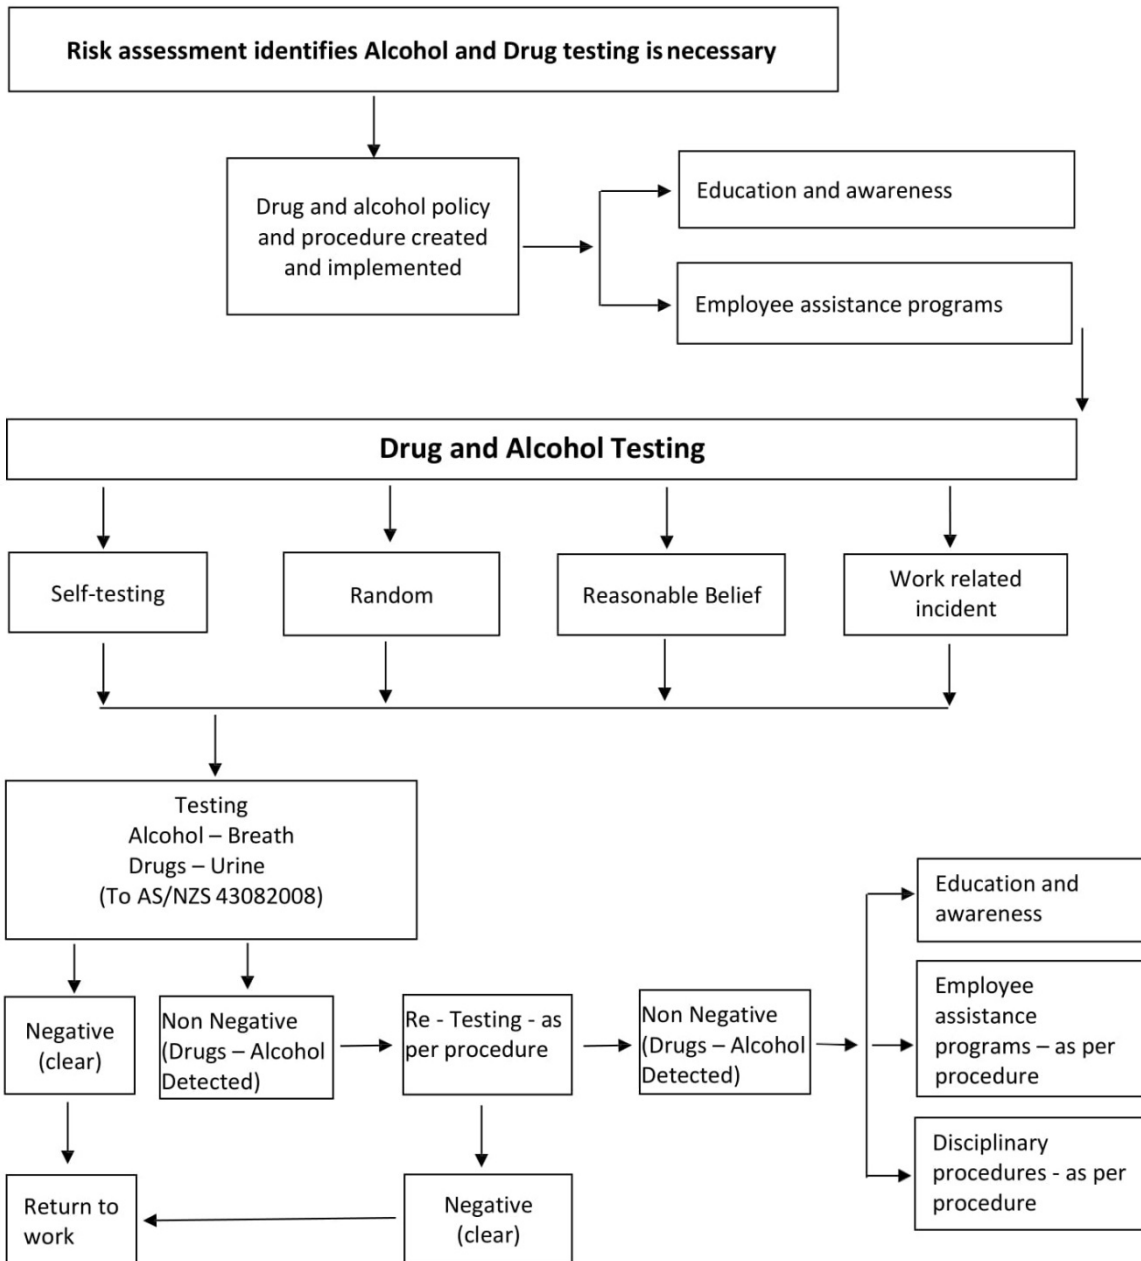 Risk assessment identifies Alcohol and Drug testing is necessary
Drug and alcohol policy
and procedure created
and implemented
Education and awareness
Employee assistance programs
Drug and Alcohol Testing
Self-testing
Random
Reasonable Belief
Work related
incident
Testing
Alcohol – Breath
Drugs – Urine
(To AS/NZS 43082008)
Negative
(clear)
Non Negative
(Drugs – Alcohol
Detected)
Re - Testing - as
per procedure
Non Negative
(Drugs – Alcohol
Detected)
Education and
awareness
Employee
assistance
programs – as per
procedure
Disciplinary
procedures - as per
procedure
Return to
work
Negative
(clear)